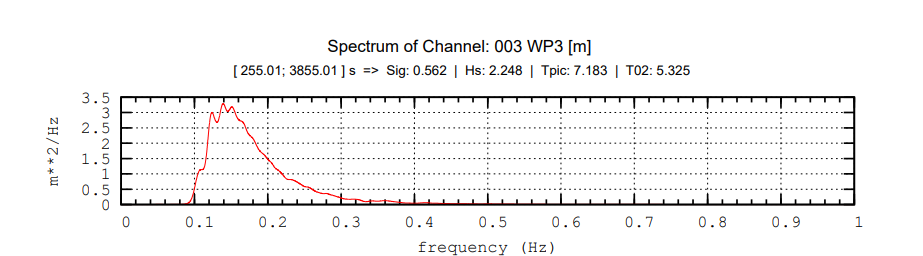 Spectrum of Channel: 003 WP3 [m]
[ 255.01; 3855.01 ] s => Sig: 0.562 | Hs: 2.248 | Tpic: 7.183 | T02: 5.325
3.5
3
2.5
2
1.5
1
0.5
0
m**2/Hz
0 0.1 0.2 0.3 0.4 0.5 0.6 0.7 0.8 0.9 1
frequency (Hz)